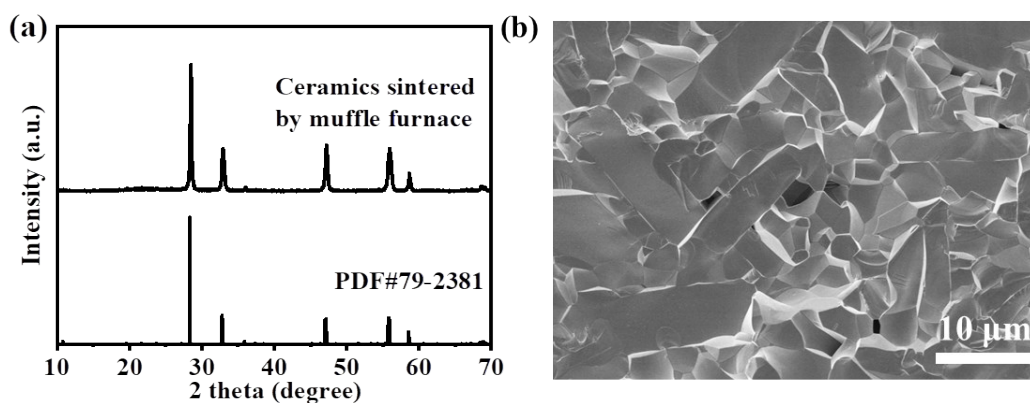 (a)
Intensity (a.u.)
Ceramics sintered
by muffle furnace
PDF#79-2381
10 20 30 40 50 60 70
2 theta (degree)
(b)
10 μm